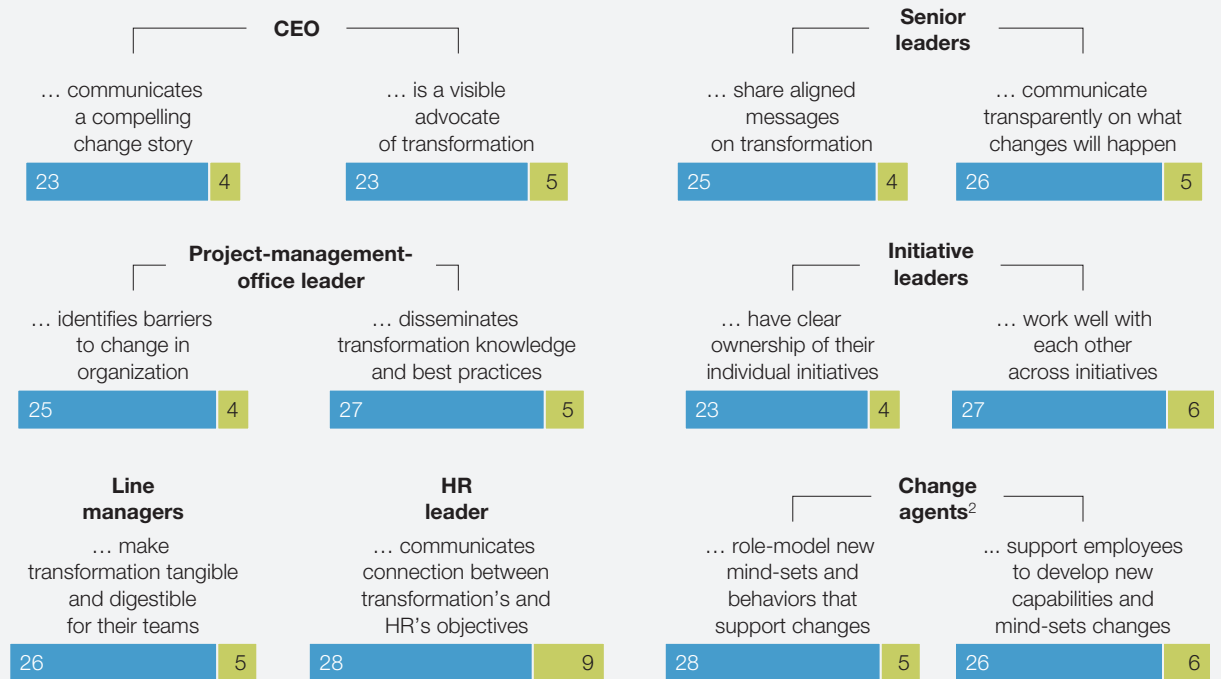 CEO
… communicates
a compelling
change story
23 4
… is a visible
advocate
of transformation
23 5
Senior
leaders
… share aligned
messages
on transformation
25 4
… communicate
transparently on what
changes will happen
26 5
Project-management-
office leader
… identifies barriers
to change in
organization
25 4
… disseminates
transformation knowledge
and best practices
27 5
Initiative
leaders
… have clear
ownership of their
individual initiatives
23 4
… work well with
each other
across initiatives
27 6
Line
managers
… make
transformation tangible
and digestible
for their teams
26 5
HR
leader
… communicates
connection between
transformation’s and
HR’s objectives
28 9
Change
agents²
… role-model new
mind-sets and
behaviors that
support changes
28 5
... support employees
to develop new
capabilities and
mind-sets changes
26 6